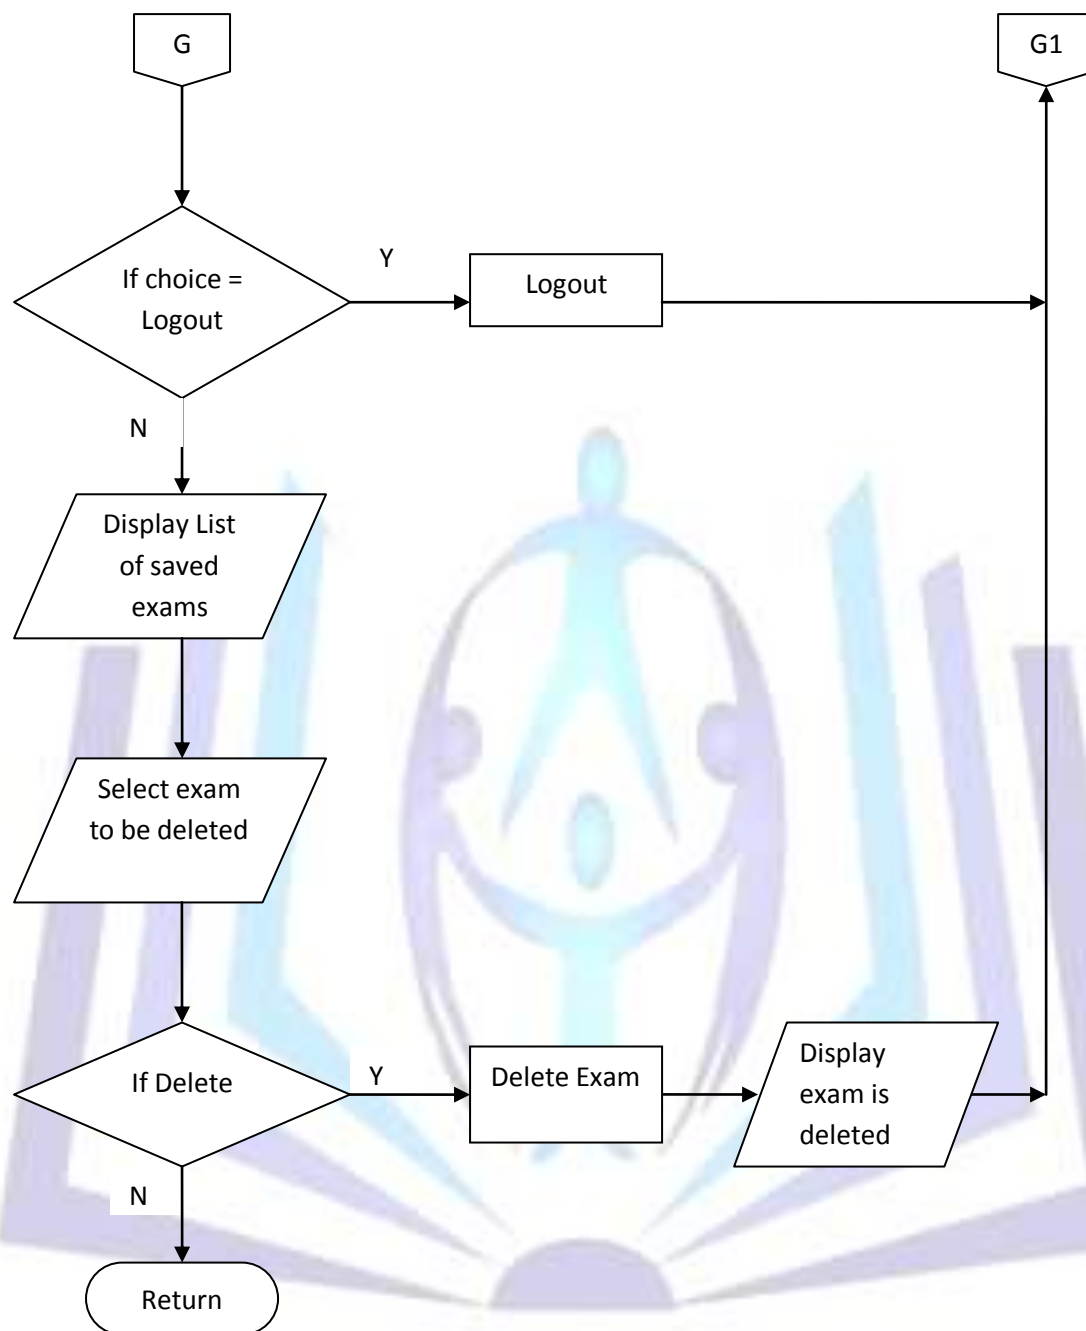 G
G1
If choice =
Logout
Y
Logout
N
Display List
of saved
exams
Select exam
to be deleted
If Delete
Y
Delete Exam
Display
exam is
deleted
N
Return